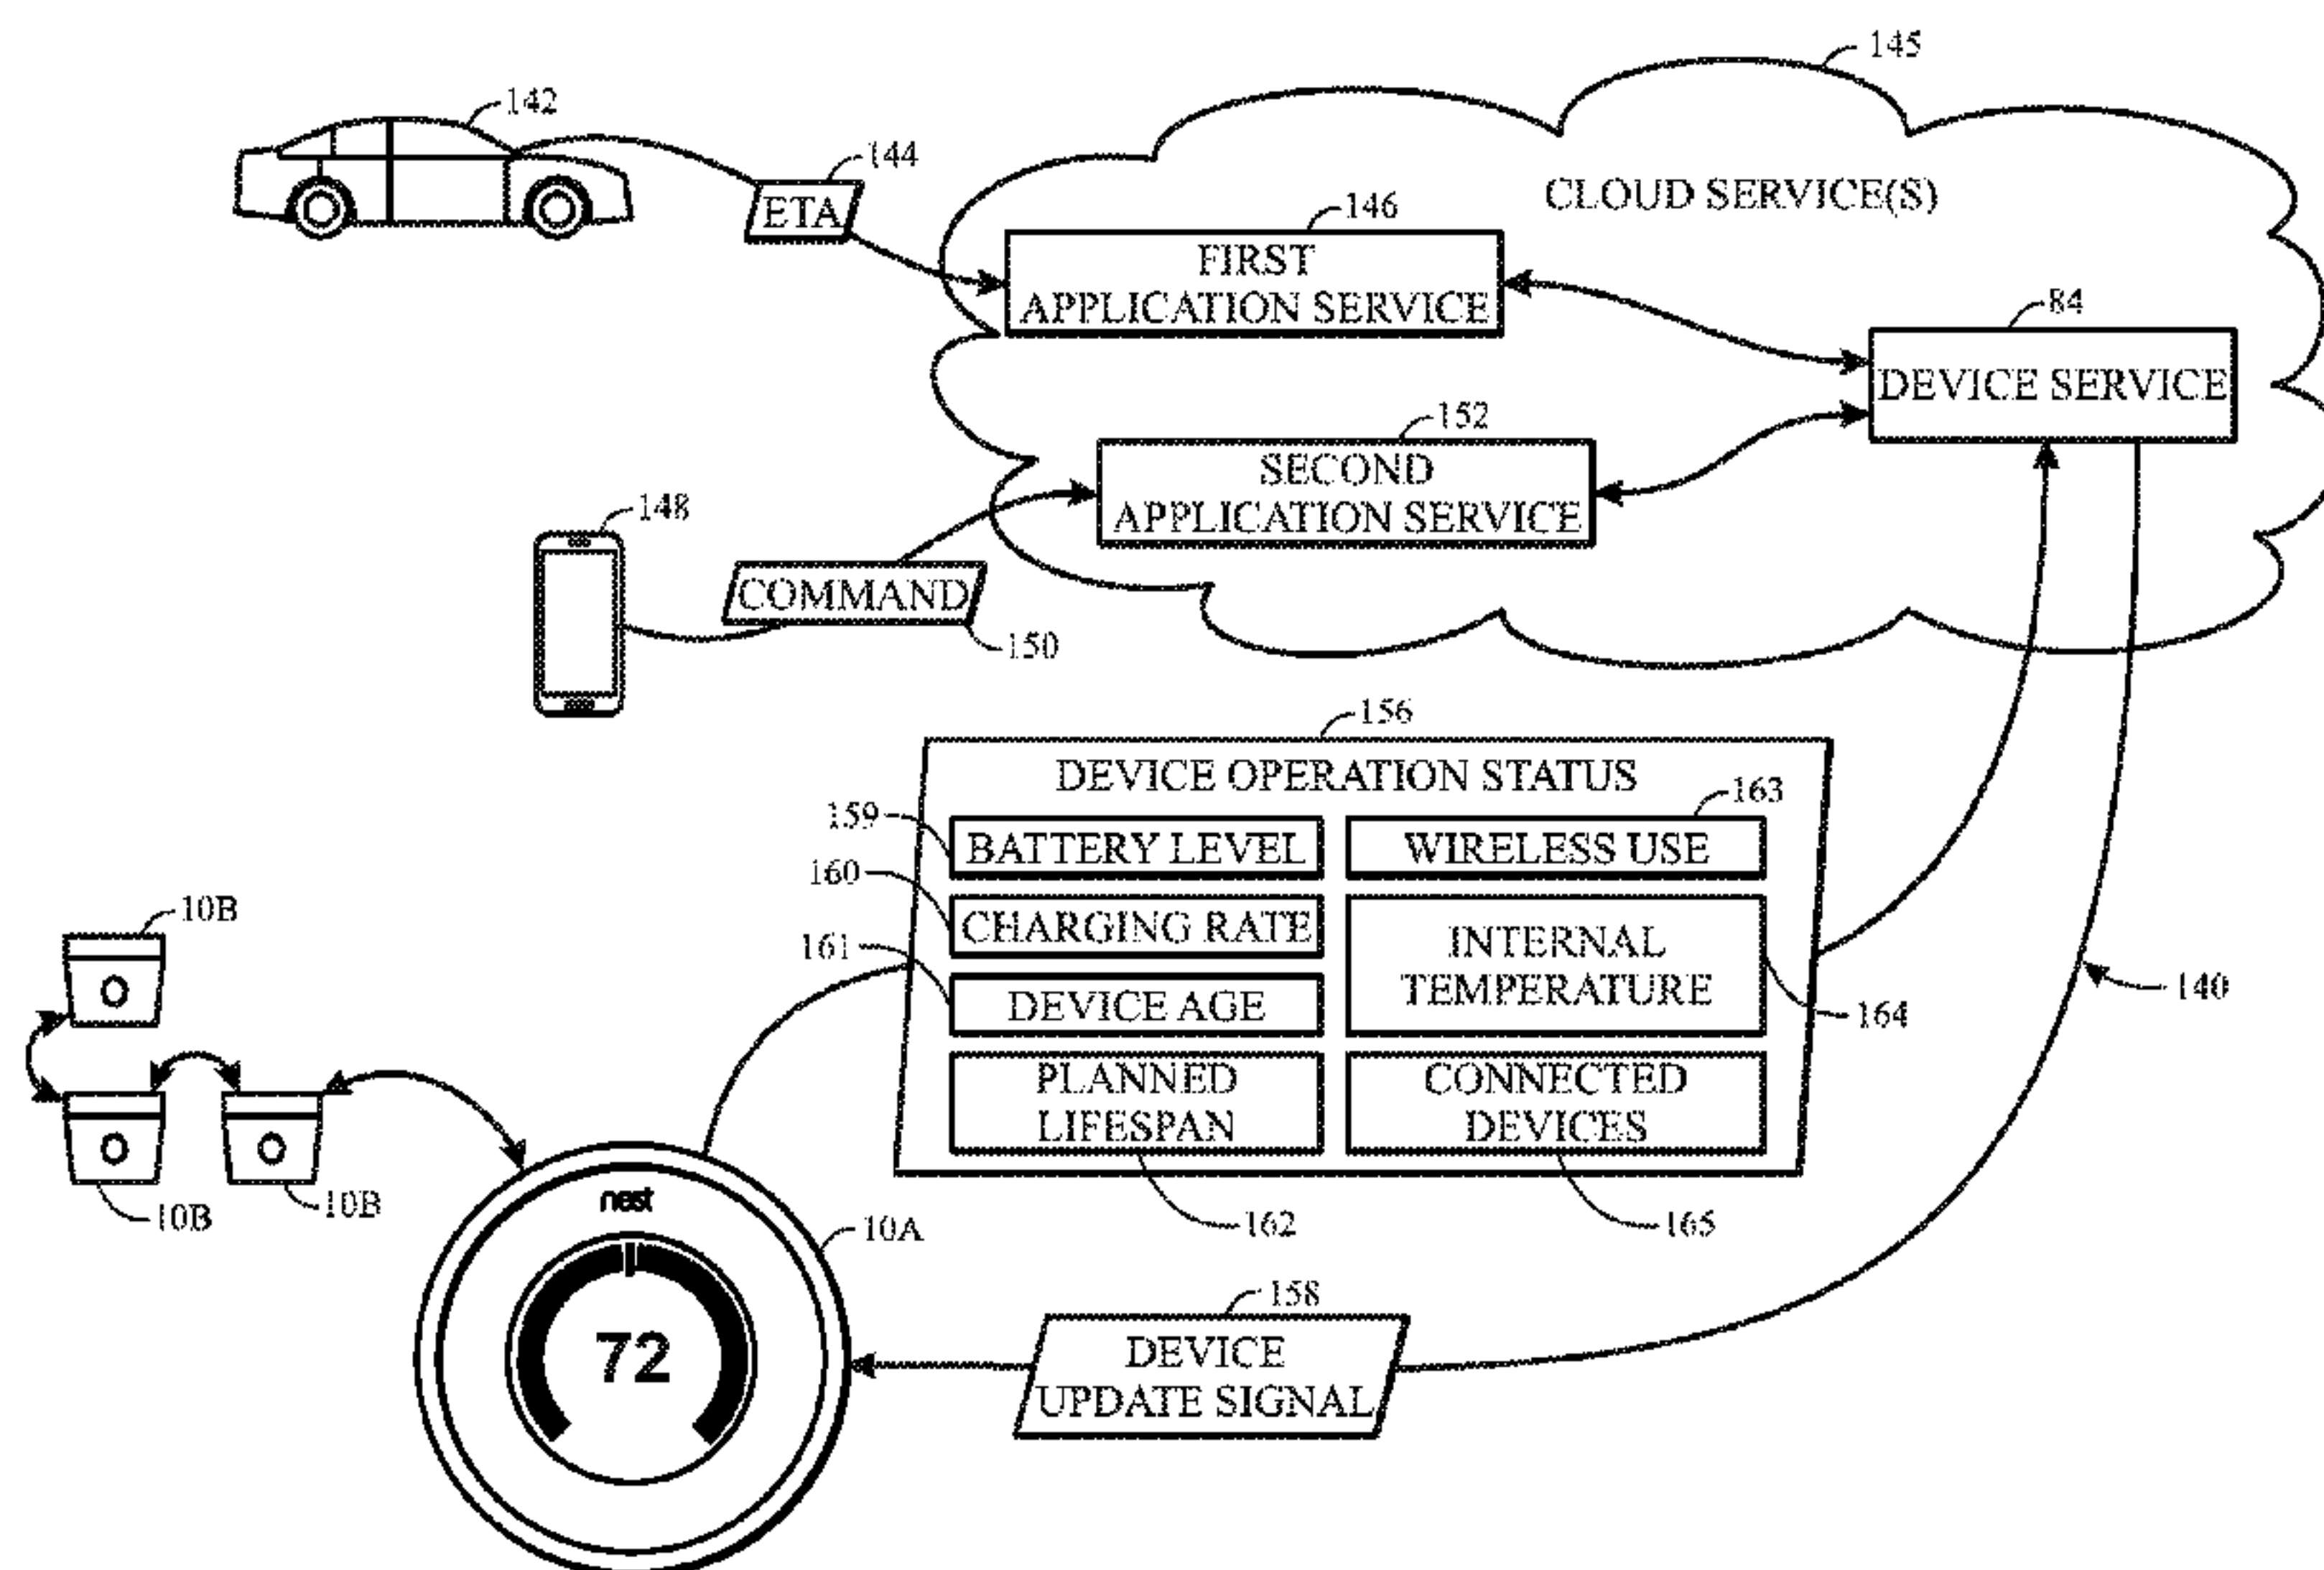 145
142
144
ETA
CLOUD SERVICE(S)
146
FIRST
APPLICATION SERVICE
84
DEVICE SERVICE
152
SECOND
APPLICATION SERVICE
148
COMMAND
150
156
DEVICE OPERATION STATUS
159
BATTERY LEVEL
163
WIRELESS USE
160
CHARGING RATE
161
DEVICE AGE
INTERNAL
TEMPERATURE
164
140
PLANNED
LIFESPAN
CONNECTED
DEVICES
162
165
10B
10B
10B
nest
10A
72
158
DEVICE
UPDATE SIGNAL